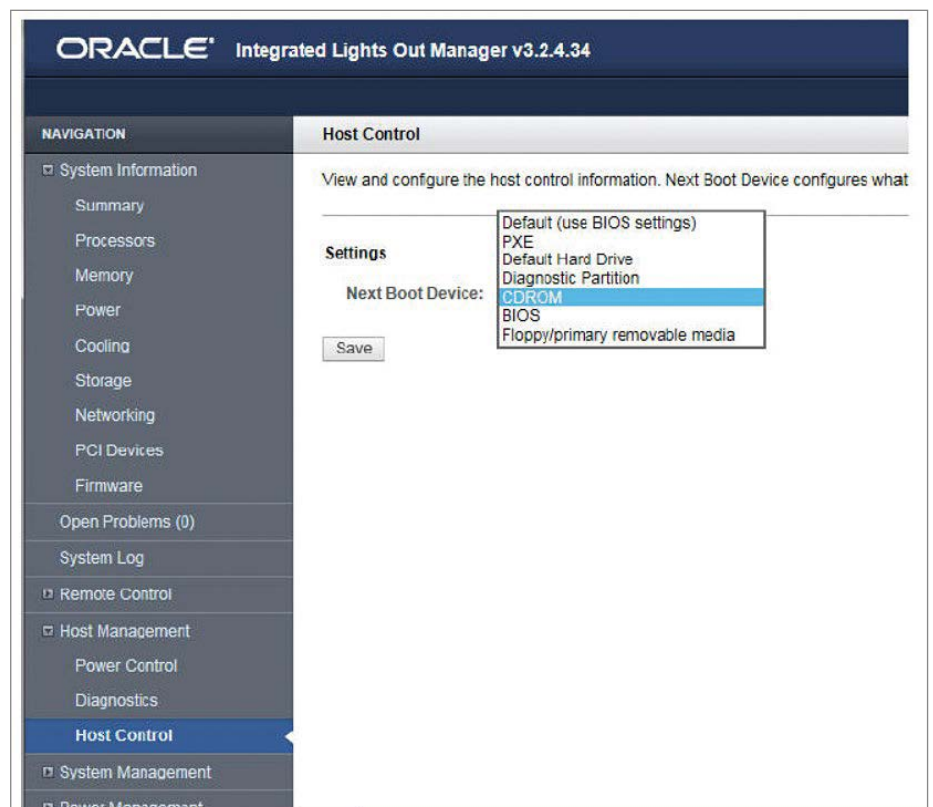 ORACLE' Integrated Lights Out Manager v3.2.4.34
NAVIGATION
System Information
Summary
Processors
Memory
Power
Cooling
Storage
Networking
PCI Devices
Firmware
Open Problems (0)
System Log
Remote Control
Host Management
Power Control
Diagnostics
Host Control
System Management
Power Management
Host Control
View and configure the host control information. Next Boot Device configures what
Settings
Next Boot Device:
Default (use BIOS settings)
PXE
Default Hard Drive
Diagnostic Partition
CDROM
BIOS
Floppy/primary removable media
Save